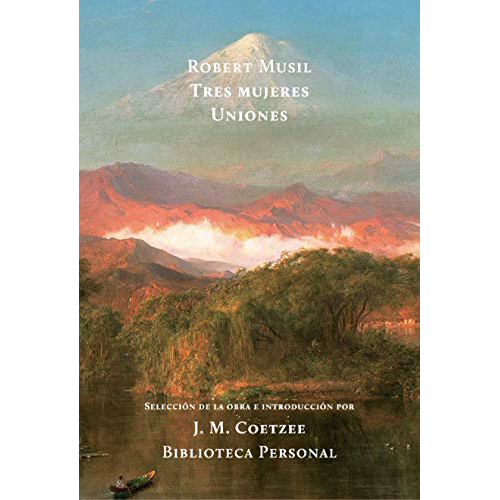 Robert Musil
Tres mujeres
Uniones
Selección de la obra e introducción por
J. M. Coetzee
Biblioteca Personal